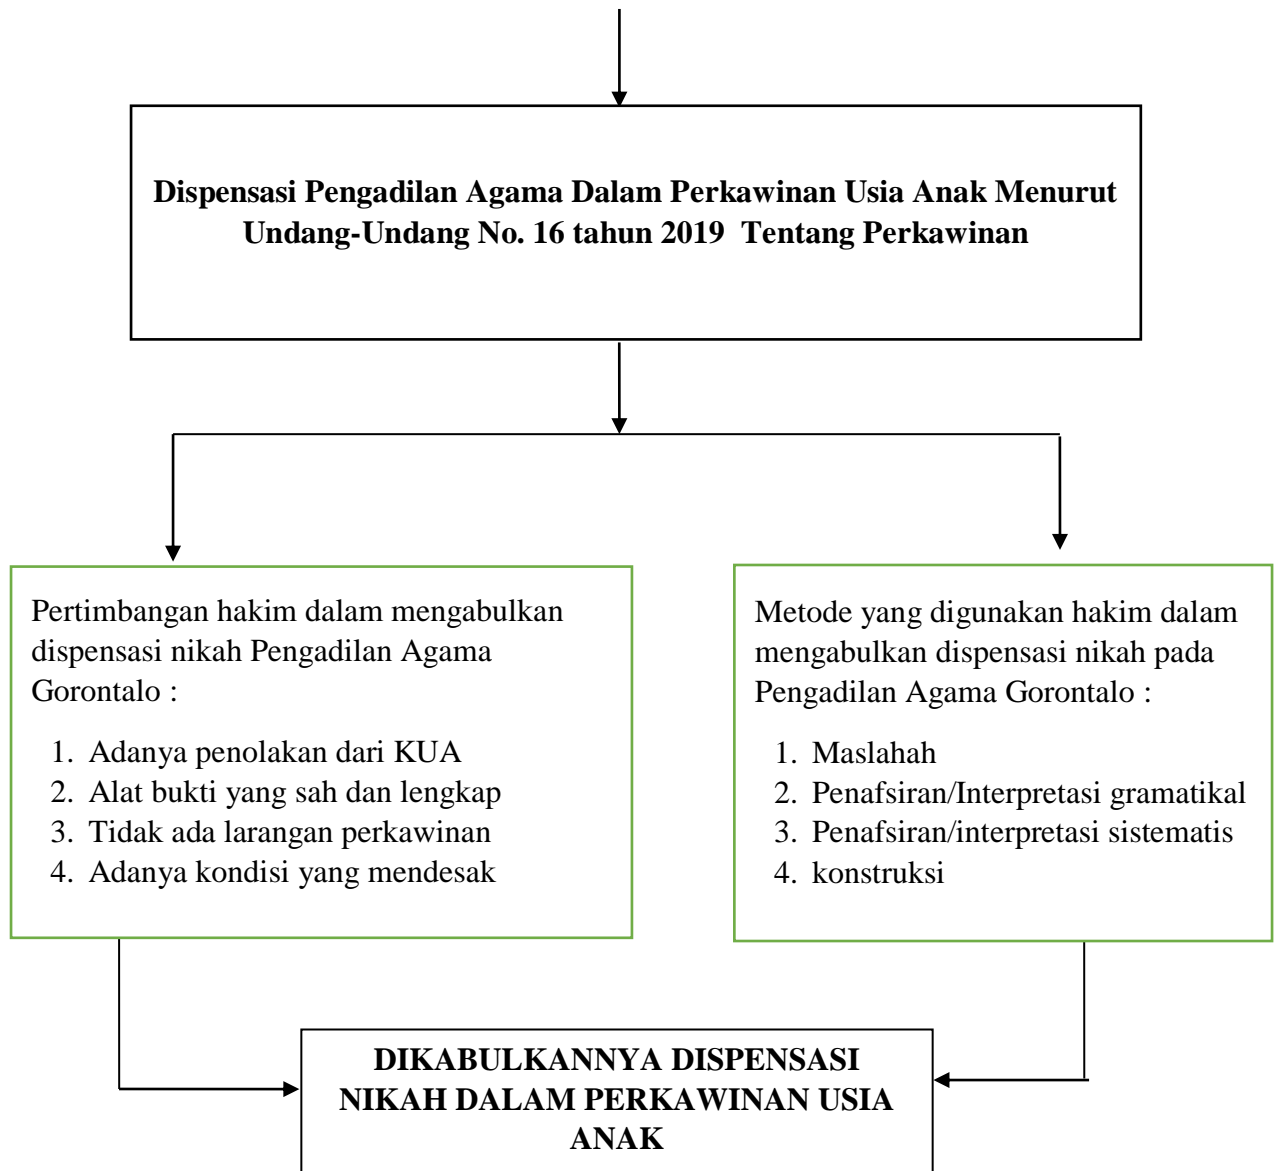 Dispensasi Pengadilan Agama Dalam Perkawinan Usia Anak Menurut
Undang-Undang No. 16 tahun 2019  Tentang Perkawinan
Pertimbangan hakim dalam mengabulkan
dispensasi nikah Pengadilan Agama
Gorontalo :
1. Adanya penolakan dari KUA
2. Alat bukti yang sah dan lengkap
3. Tidak ada larangan perkawinan
4. Adanya kondisi yang mendesak
Metode yang digunakan hakim dalam
mengabulkan dispensasi nikah pada
Pengadilan Agama Gorontalo :
1. Maslahah
2. Penafsiran/Interpretasi gramatikal
3. Penafsiran/interpretasi sistematis
4. konstruksi
DIKABULKANNYA DISPENSASI
NIKAH DALAM PERKAWINAN USIA
ANAK